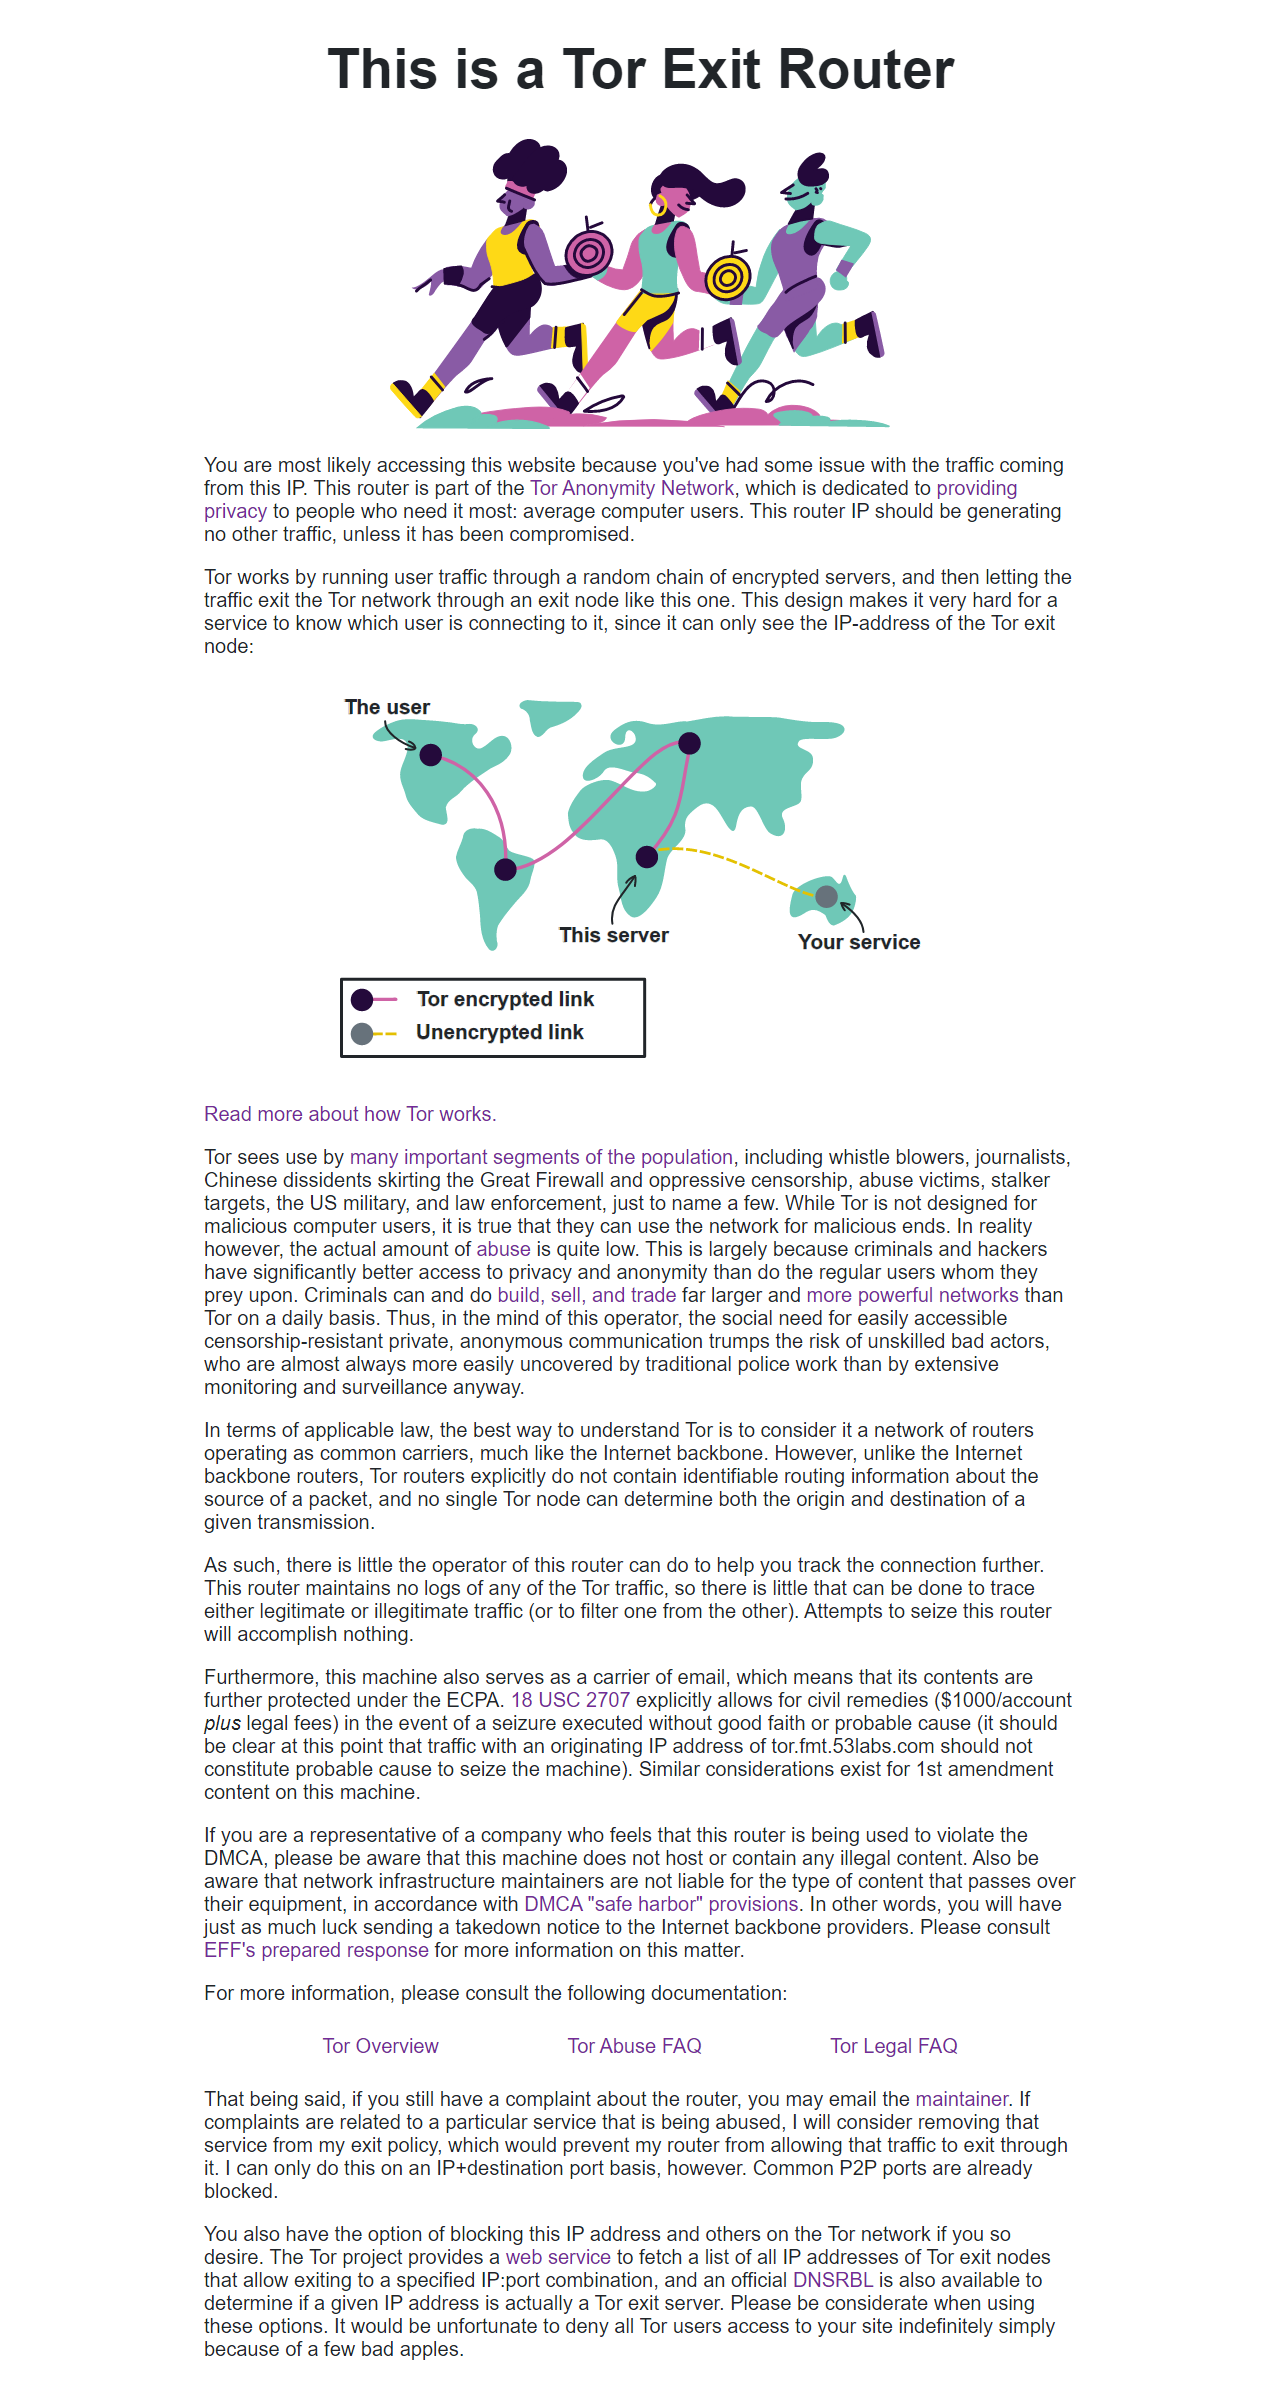 This is a Tor Exit Router
You are most likely accessing this website because you've had some issue with the traffic coming
from this IP. This router is part of the Tor Anonymity Network, which is dedicated to providing
privacy to people who need it most: average computer users. This router IP should be generating
no other traffic, unless it has been compromised.
Tor works by running user traffic through a random chain of encrypted servers, and then letting the
traffic exit the Tor network through an exit node like this one. This design makes it very hard for a
service to know which user is connecting to it, since it can only see the IP-address of the Tor exit
node:
The user
This server
Your service
Tor encrypted link
Unencrypted link
Read more about how Tor works.
Tor sees use by many important segments of the population, including whistle blowers, journalists,
Chinese dissidents skirting the Great Firewall and oppressive censorship, abuse victims, stalker
targets, the US military, and law enforcement, just to name a few. While Tor is not designed for
malicious computer users, it is true that they can use the network for malicious ends. In reality
however, the actual amount of abuse is quite low. This is largely because criminals and hackers
have significantly better access to privacy and anonymity than do the regular users whom they
prey upon. Criminals can and do build, sell, and trade far larger and more powerful networks than
Tor on a daily basis. Thus, in the mind of this operator, the social need for easily accessible
censorship-resistant private, anonymous communication trumps the risk of unskilled bad actors,
who are almost always more easily uncovered by traditional police work than by extensive
monitoring and surveillance anyway.
In terms of applicable law, the best way to understand Tor is to consider it a network of routers
operating as common carriers, much like the Internet backbone. However, unlike the Internet
backbone routers, Tor routers explicitly do not contain identifiable routing information about the
source of a packet, and no single Tor node can determine both the origin and destination of a
given transmission.
As such, there is little the operator of this router can do to help you track the connection further.
This router maintains no logs of any of the Tor traffic, so there is little that can be done to trace
either legitimate or illegitimate traffic (or to filter one from the other). Attempts to seize this router
will accomplish nothing.
Furthermore, this machine also serves as a carrier of email, which means that its contents are
further protected under the ECPA. 18 USC 2707 explicitly allows for civil remedies ($1000/account
plus legal fees) in the event of a seizure executed without good faith or probable cause (it should
be clear at this point that traffic with an originating IP address of tor.fmt.53labs.com should not
constitute probable cause to seize the machine). Similar considerations exist for 1st amendment
content on this machine.
If you are a representative of a company who feels that this router is being used to violate the
DMCA, please be aware that this machine does not host or contain any illegal content. Also be
aware that network infrastructure maintainers are not liable for the type of content that passes over
their equipment, in accordance with DMCA "safe harbor" provisions. In other words, you will have
just as much luck sending a takedown notice to the Internet backbone providers. Please consult
EFF's prepared response for more information on this matter.
For more information, please consult the following documentation:
Tor Overview Tor Abuse FAQ Tor Legal FAQ
That being said, if you still have a complaint about the router, you may email the maintainer. If
complaints are related to a particular service that is being abused, I will consider removing that
service from my exit policy, which would prevent my router from allowing that traffic to exit through
it. I can only do this on an IP+destination port basis, however. Common P2P ports are already
blocked.
You also have the option of blocking this IP address and others on the Tor network if you so
desire. The Tor project provides a web service to fetch a list of all IP addresses of Tor exit nodes
that allow exiting to a specified IP:port combination, and an official DNSRBL is also available to
determine if a given IP address is actually a Tor exit server. Please be considerate when using
these options. It would be unfortunate to deny all Tor users access to your site indefinitely simply
because of a few bad apples.